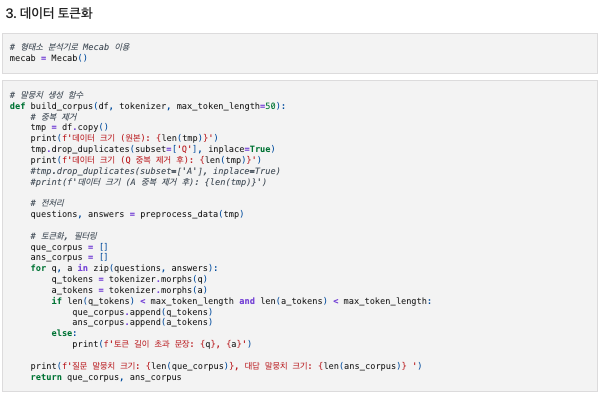 3. 데이터 토큰화
# 형태소 분석기로 Mecab 이용
mecab = Mecab()
# 말뭉치 생성 함수
def build_corpus(df, tokenizer, max_token_length=50):
    # 중복 제거
    tmp = df.copy()
    print(f'데이터 크기 (원본): {len(tmp)}')
    tmp.drop_duplicates(subset=['Q'], inplace=True)
    print(f'데이터 크기 (Q 중복 제거 후): {len(tmp)}')
    #tmp.drop_duplicates(subset=['A'], inplace=True)
    #print(f'데이터 크기 (A 중복 제거 후): {len(tmp)}')
    # 전처리
    questions, answers = preprocess_data(tmp)
    # 토큰화, 필터링
    que_corpus = []
    ans_corpus = []
    for q, a in zip(questions, answers):
        q_tokens = tokenizer.morphs(q)
        a_tokens = tokenizer.morphs(a)
        if len(q_tokens) < max_token_length and len(a_tokens) < max_token_length:
            que_corpus.append(q_tokens)
            ans_corpus.append(a_tokens)
        else:
            print(f'토큰 길이 초과 문장: {q}, {a}')
    print(f'질문 말뭉치 크기: {len(que_corpus)}, 대답 말뭉치 크기: {len(ans_corpus)} ')
    return que_corpus, ans_corpus